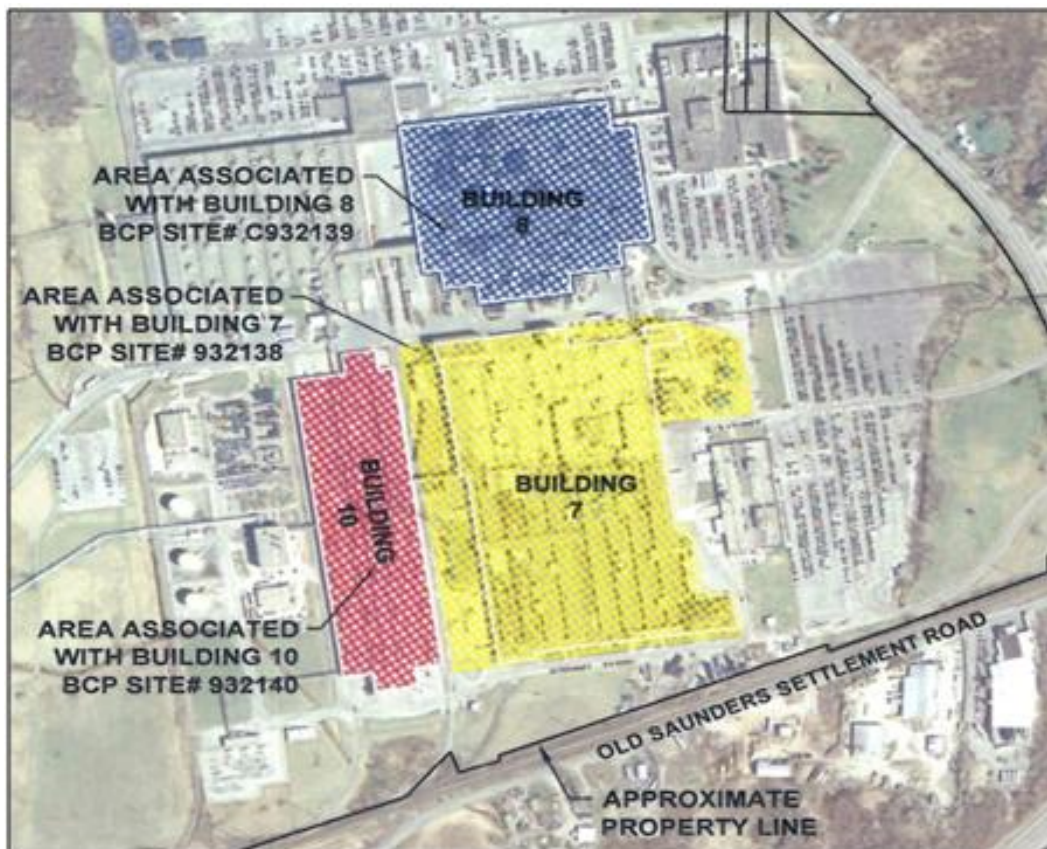 AREA ASSOCIATED
WITH BUILDING 8
BCP SITE# C932139
BUILDING
8
AREA ASSOCIATED
WITH BUILDING 7
BCP SITE# 932138
BUILDING
7
BUILDING
10
AREA ASSOCIATED
WITH BUILDING 10
BCP SITE# 932140
OLD SAUNDERS SETTLEMENT ROAD
APPROXIMATE
PROPERTY LINE